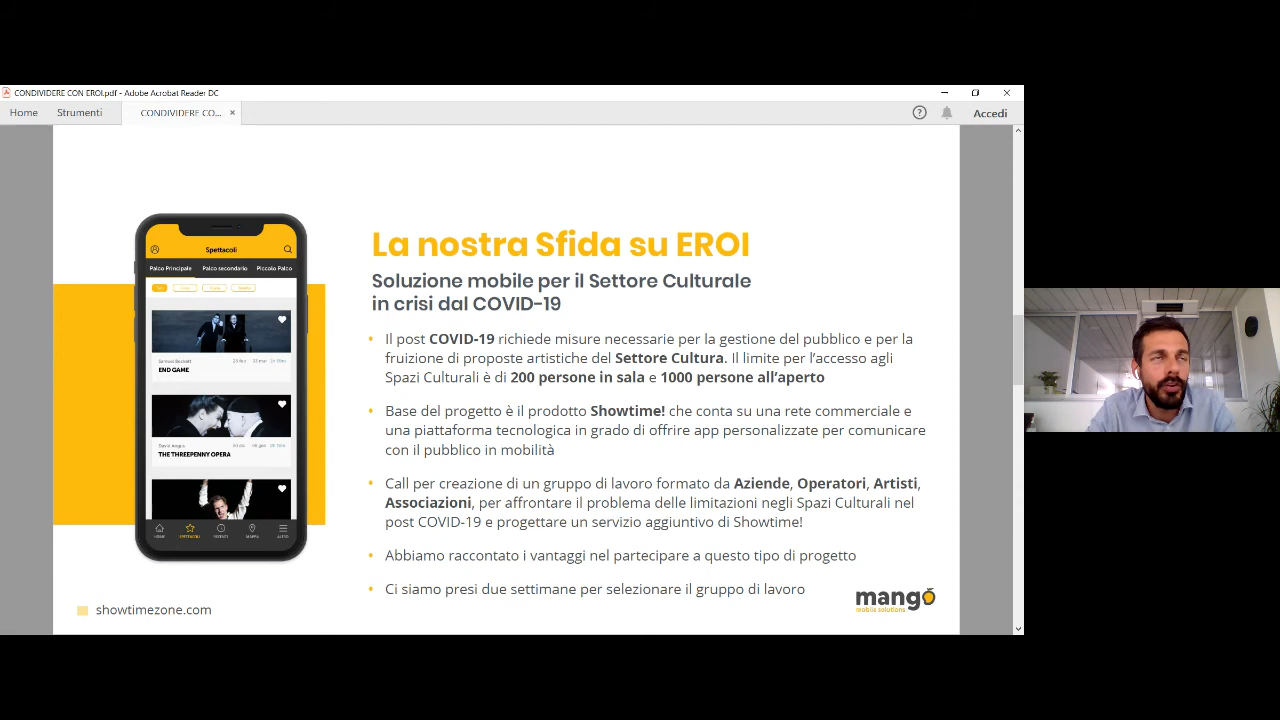 CONDIVIDERE CON EROI.pdf - Adobe Acrobat Reader DC
Home Strumenti CONDIVIDERE CO... × Accedi
Spettacoli
Palco Principale Palco secondario Piccolo Palco
Samuel Beckett
END GAME
THE THREEPENNY OPERA
HOME SPETTACOLI
La nostra Sfida su EROI
Soluzione mobile per il Settore Culturale
in crisi dal COVID-19
• Il post COVID-19 richiede misure necessarie per la gestione del pubblico e per la
fruizione di proposte artistiche del Settore Cultura. Il limite per l’accesso agli
Spazi Culturali è di 200 persone in sala e 1000 persone all’aperto
• Base del progetto è il prodotto Showtime! che conta su una rete commerciale e
una piattaforma tecnologica in grado di offrire app personalizzate per comunicare
con il pubblico in mobilità
• Call per creazione di un gruppo di lavoro formato da Aziende, Operatori, Artisti,
Associazioni, per affrontare il problema delle limitazioni negli Spazi Culturali nel
post COVID-19 e progettare un servizio aggiuntivo di Showtime!
• Abbiamo raccontato i vantaggi nel partecipare a questo tipo di progetto
• Ci siamo presi due settimane per selezionare il gruppo di lavoro
showtimezone.com
mango
mobile solutions